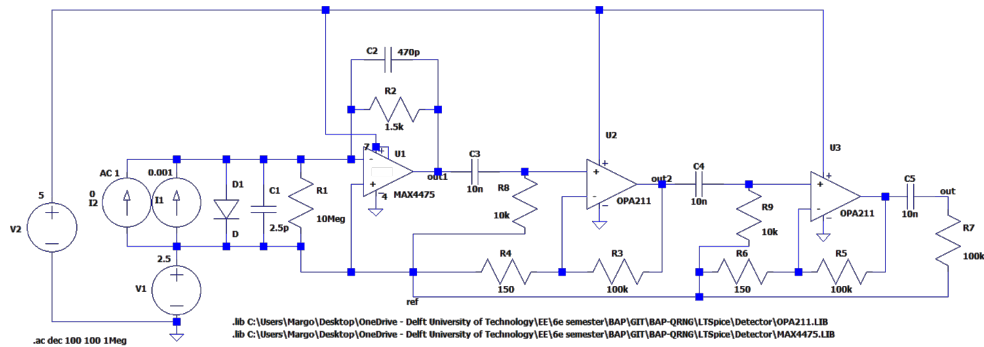 C2
470p
R2
1.5k
7
U1
out1
MAX4475
4
C3
10n
R8
10k
U2
out2
OPA211
C4
10n
R9
10k
U3
OPA211
C5
10n
out
R7
100k
AC 1
0
I2
0.001
I1
D1
D
C1
2.5p
R1
10Meg
5
V2
2.5
V1
R4
150
R3
100k
R6
150
R5
100k
ref
.lib C:\Users\Margo\Desktop\OneDrive - Delft University of Technology\EE\6e semester\BAP\GIT\BAP-QRNG\LTSpice\Detector\OPA211.LIB
.lib C:\Users\Margo\Desktop\OneDrive - Delft University of Technology\EE\6e semester\BAP\GIT\BAP-QRNG\LTSpice\Detector\MAX4475.LIB
.ac dec 100 100 1Meg